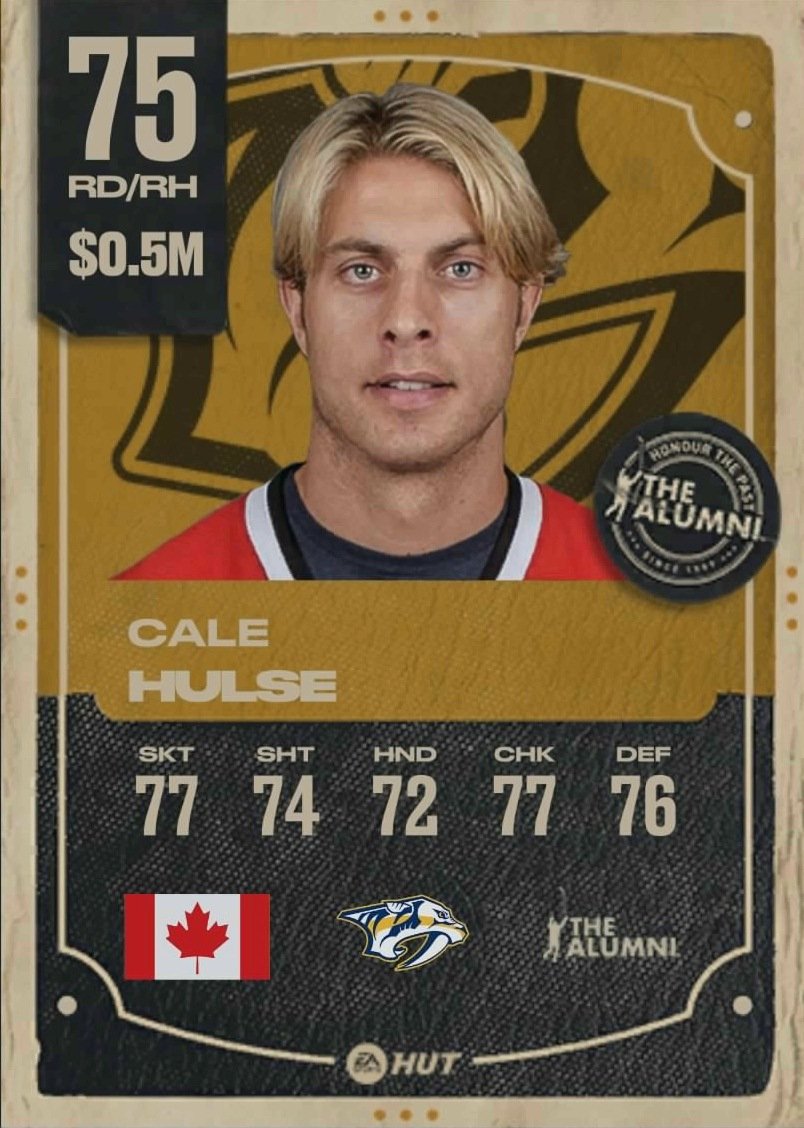 75
RD/RH
$0.5M
HONOUR THE PAST
THE
ALUMNI
CALE
HULSE
SKT SHT HND CHK DEF
77 74 72 77 76
THE
ALUMNI
HUT